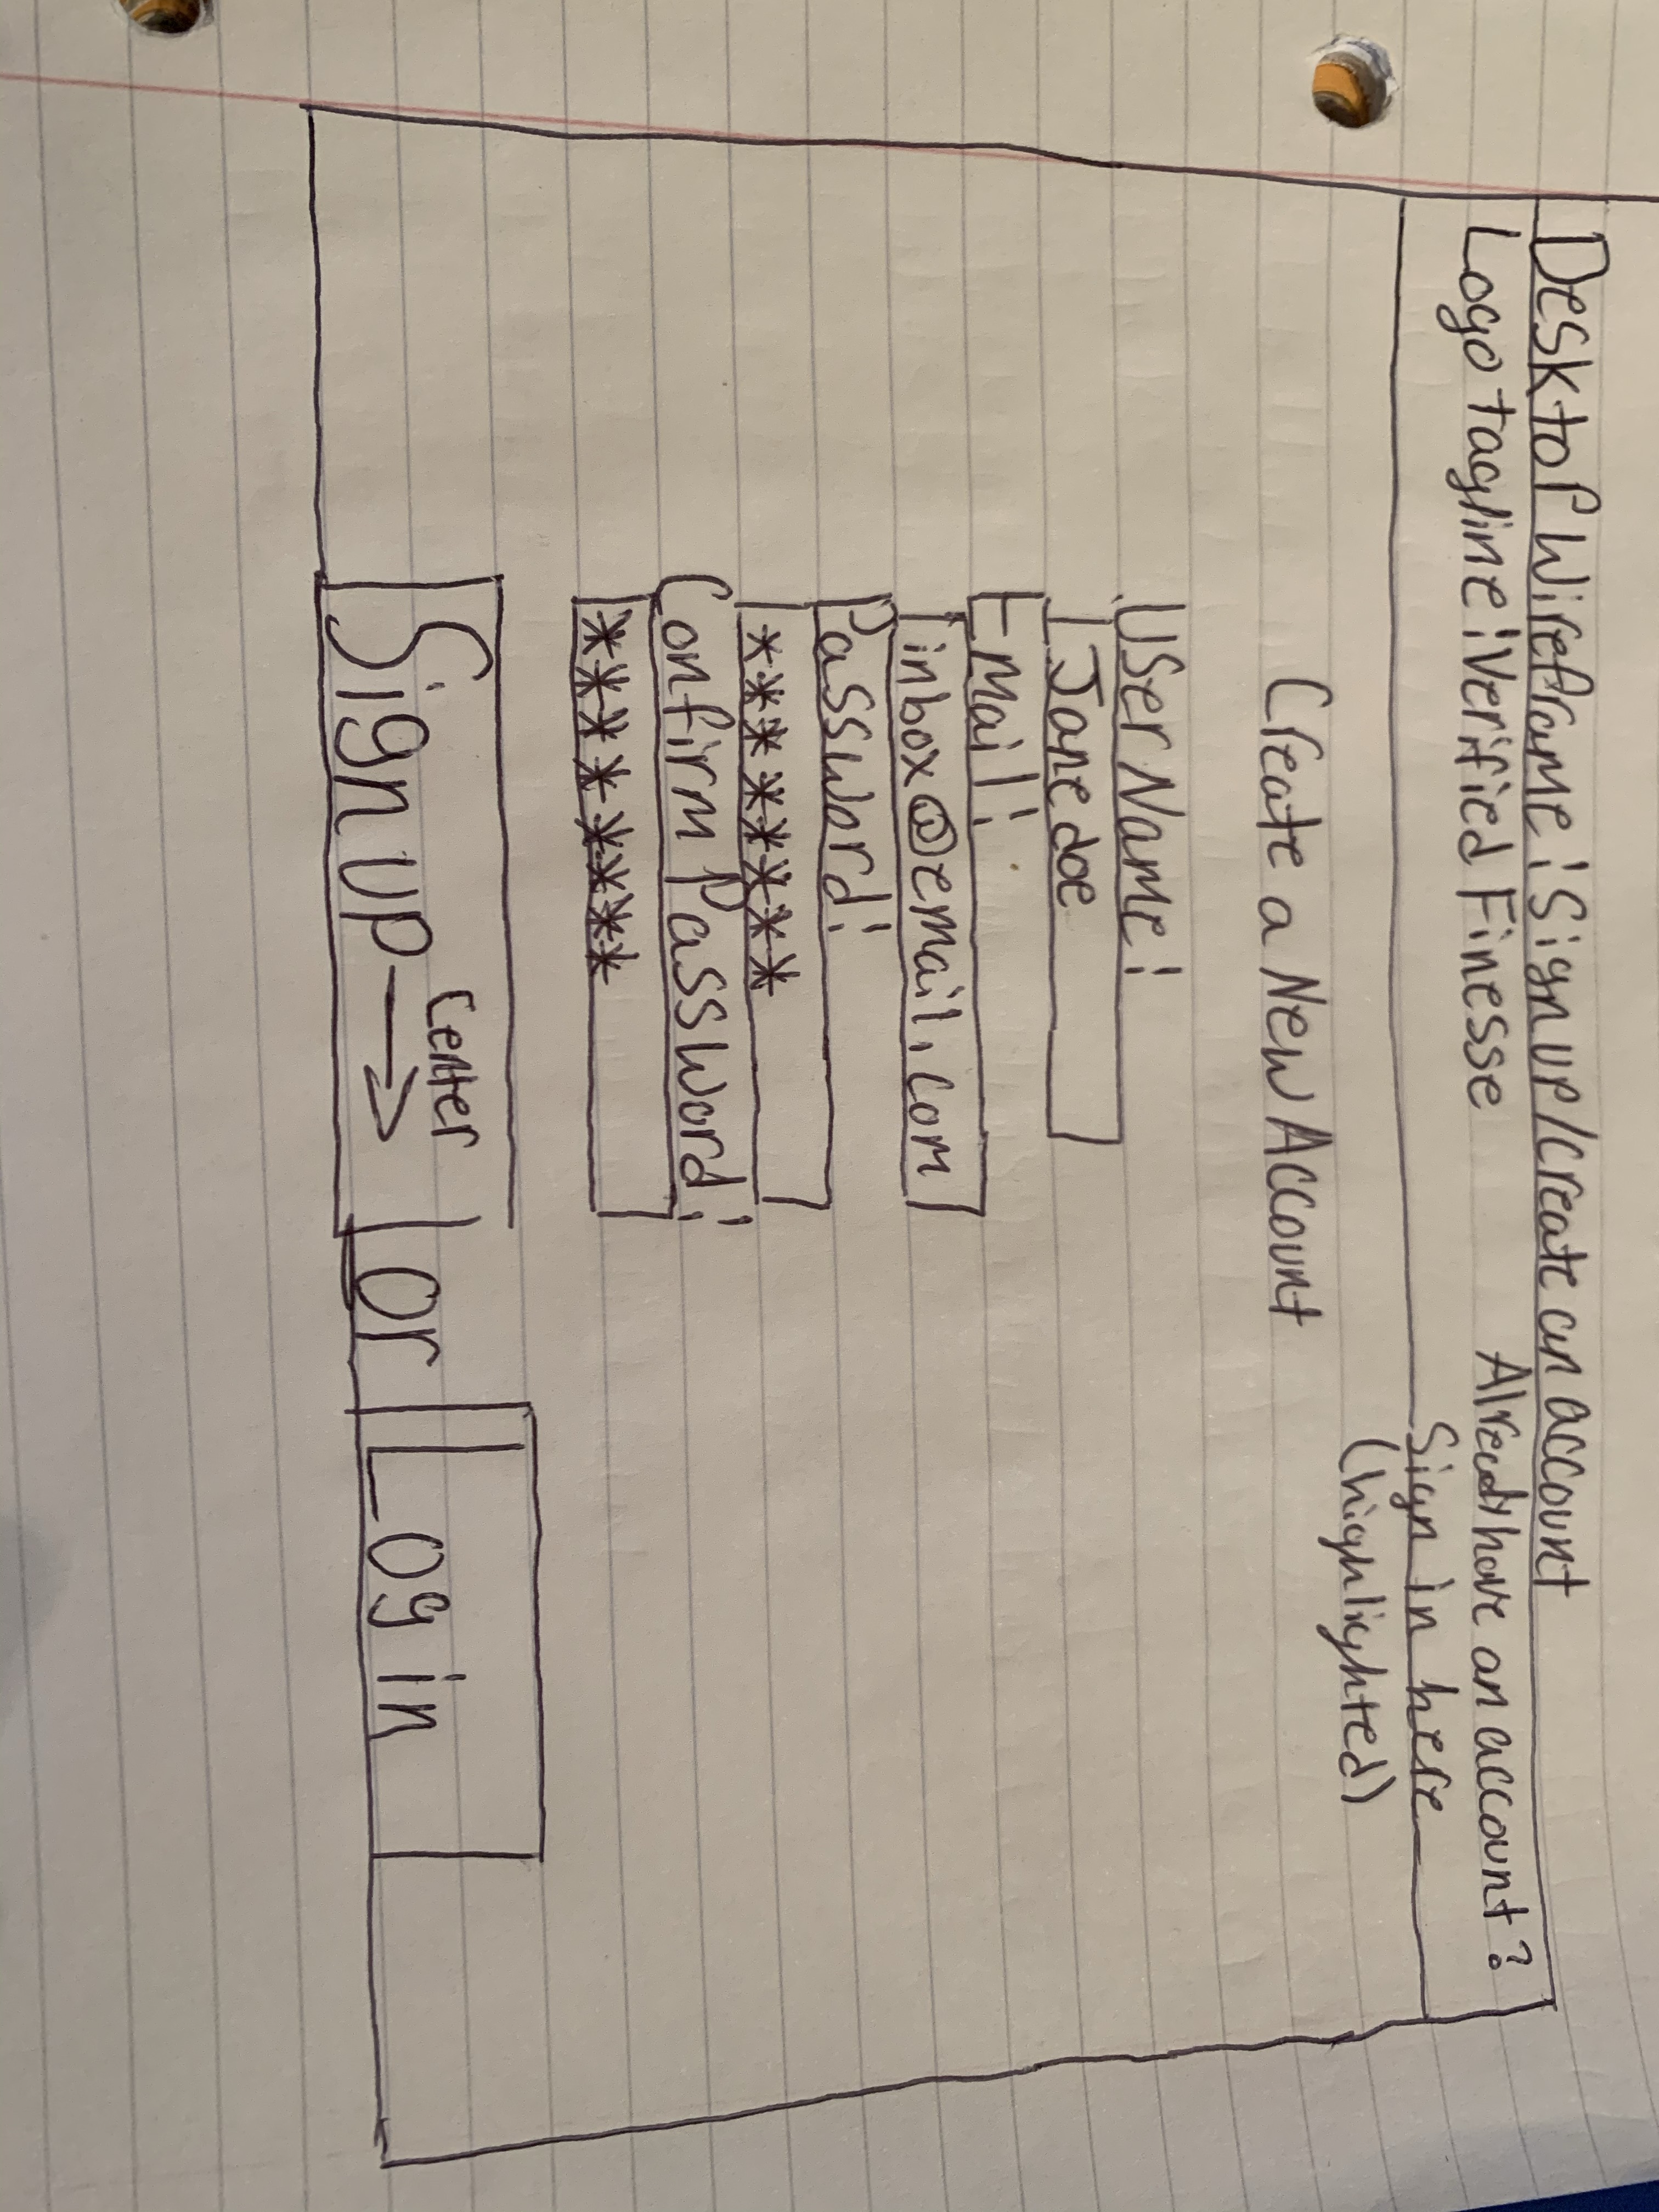 Desktop Wireframe: Sign up/create an account
Logo tagline: Verified Finesse
Already have an account?
Sign in here
(highlighted)
Create a New Account
User Name:
Jane doe
Email:
inbox@email.com
Password:
********
Confirm Password:
********
Sign up → Center or Log in